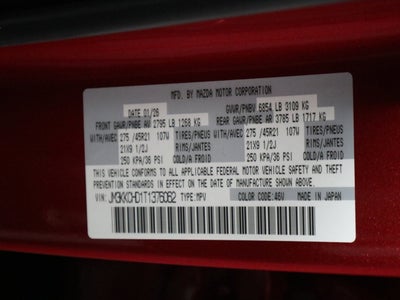 MFD. BY MAZDA MOTOR CORPORATION
DATE 01/26 GVWR/PNBV 6854 LB 3109 KG
FRONT GAWR/PNBE AV 2795 LB 1268 KG REAR GAWR/PNBE AR 3785 LB 1717 KG
WITH/AVEC 275 /45R21 107W TIRES/PNEUS WITH/AVEC 275 /45R21 107W TIRES/PNEUS
21X9 1/2J RIMS/JANTES 21X9 1/2J RIMS/JANTES
250 KPA/36 PSI COLD/A FROID 250 KPA/36 PSI COLD/A FROID
THIS VEHICLE CONFORMS TO ALL APPLICABLE FEDERAL MOTOR VEHICLE SAFETY AND THEFT
PREVENTION STANDARDS IN EFFECT ON THE DATE OF MANUFACTURE SHOWN ABOVE.
VIN: TYPE:MPV COLOR CODE:46V MADE IN JAPAN